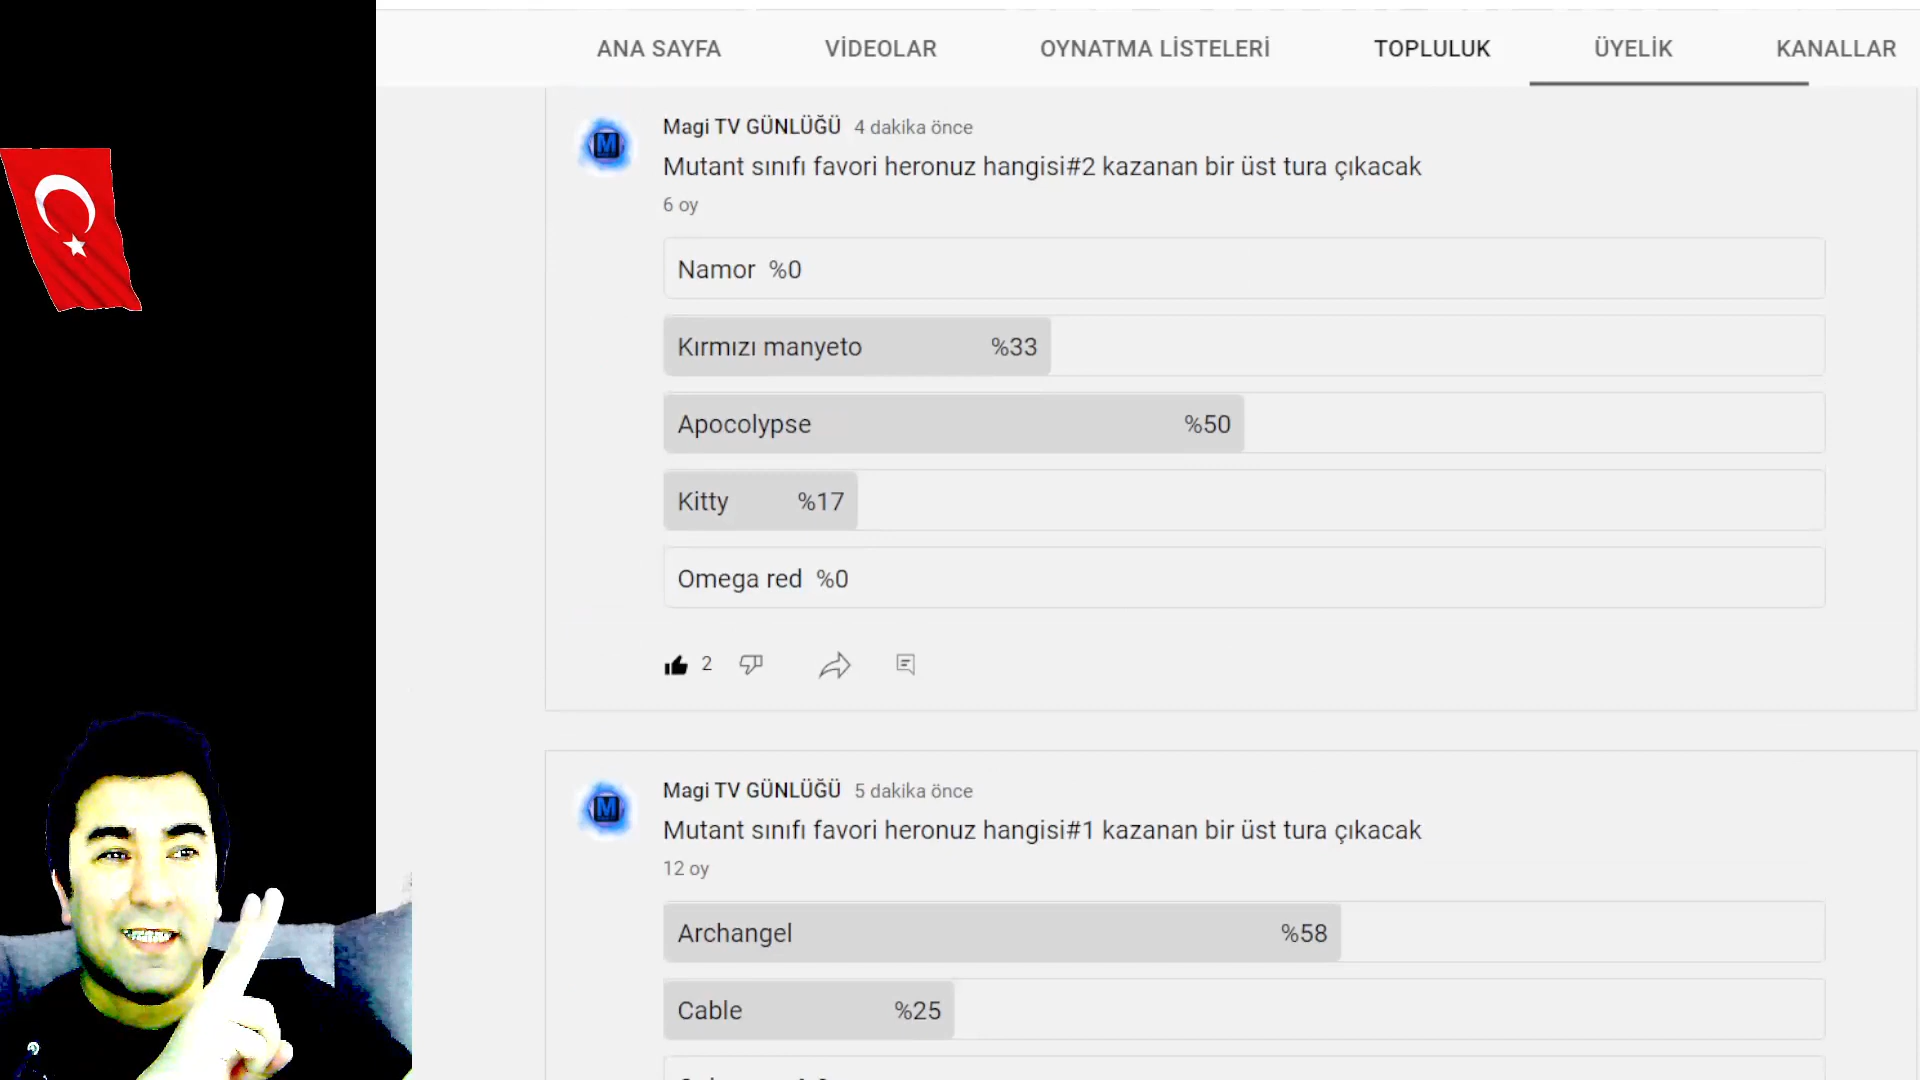 ANA SAYFA
VİDEOLAR
OYNATMA LİSTELERİ
TOPLULUK
ÜYELİK
KANALLAR
Magi TV GÜNLÜĞÜ 4 dakika önce
Mutant sınıfı favori heronuz hangisi#2 kazanan bir üst tura çıkacak
6 oy
Namor %0
Kırmızı manyeto %33
Apocolypse %50
Kitty %17
Omega red %0
2
Magi TV GÜNLÜĞÜ 5 dakika önce
Mutant sınıfı favori heronuz hangisi#1 kazanan bir üst tura çıkacak
12 oy
Archangel %58
Cable %25